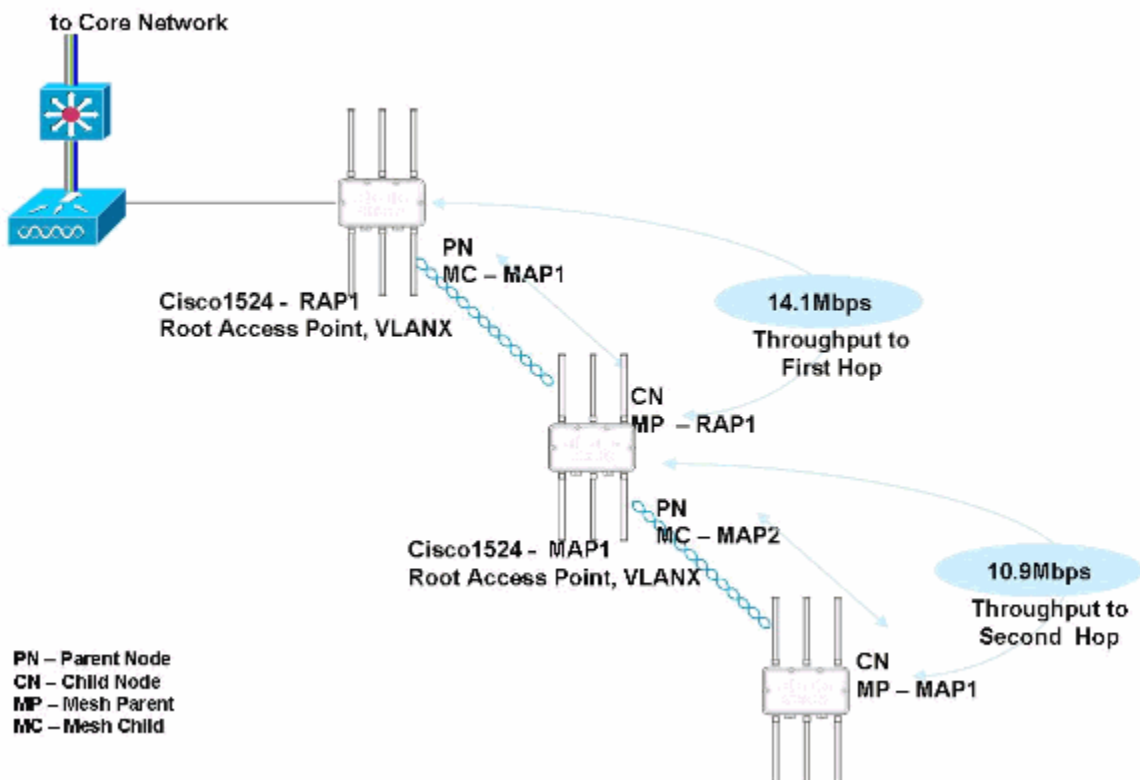 to Core Network
PN
MC – MAP1
Cisco1524 - RAP1
Root Access Point, VLANX
14.1Mbps
Throughput to
First Hop
CN
MP – RAP1
PN
MC – MAP2
Cisco1524 - MAP1
Root Access Point, VLANX
10.9Mbps
Throughput to
Second Hop
CN
MP – MAP1
PN – Parent Node
CN – Child Node
MP – Mesh Parent
MC – Mesh Child